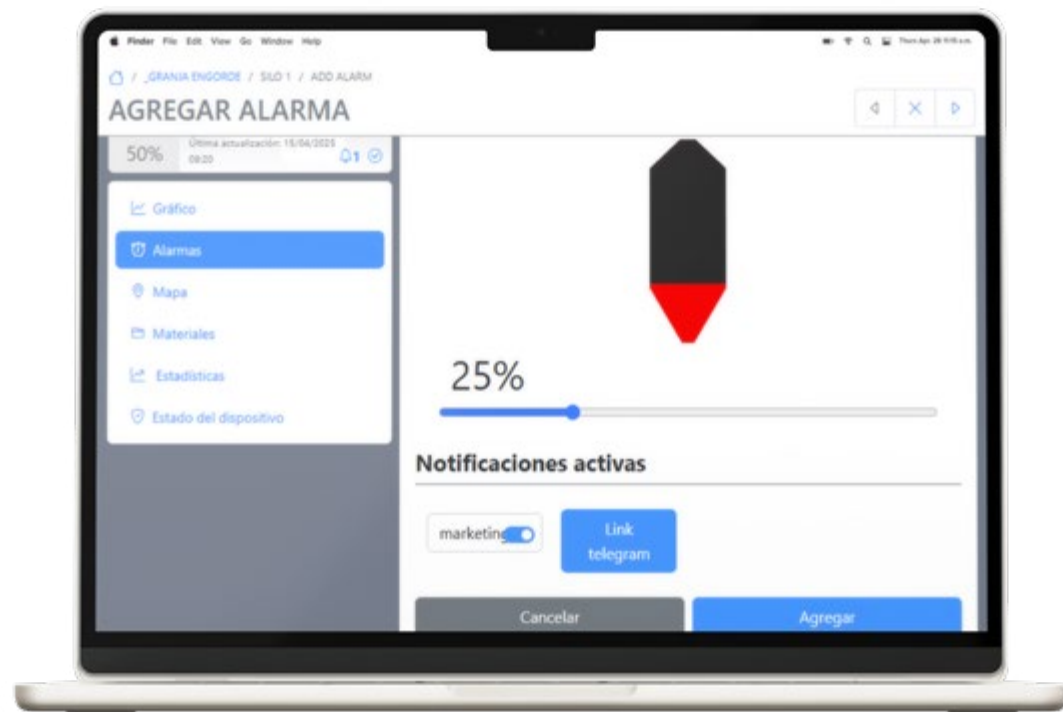 Finder File Edit View Go Window Help
/ _GRANJA ENGORDE / SILO 1 / ADD ALARM
AGREGAR ALARMA
50%
Última actualización: 15/04/2025
08:20
1
Gráfico
Alarmas
Mapa
Materiales
Estadísticas
Estado del dispositivo
25%
Notificaciones activas
marketing
Link
telegram
Cancelar
Agregar